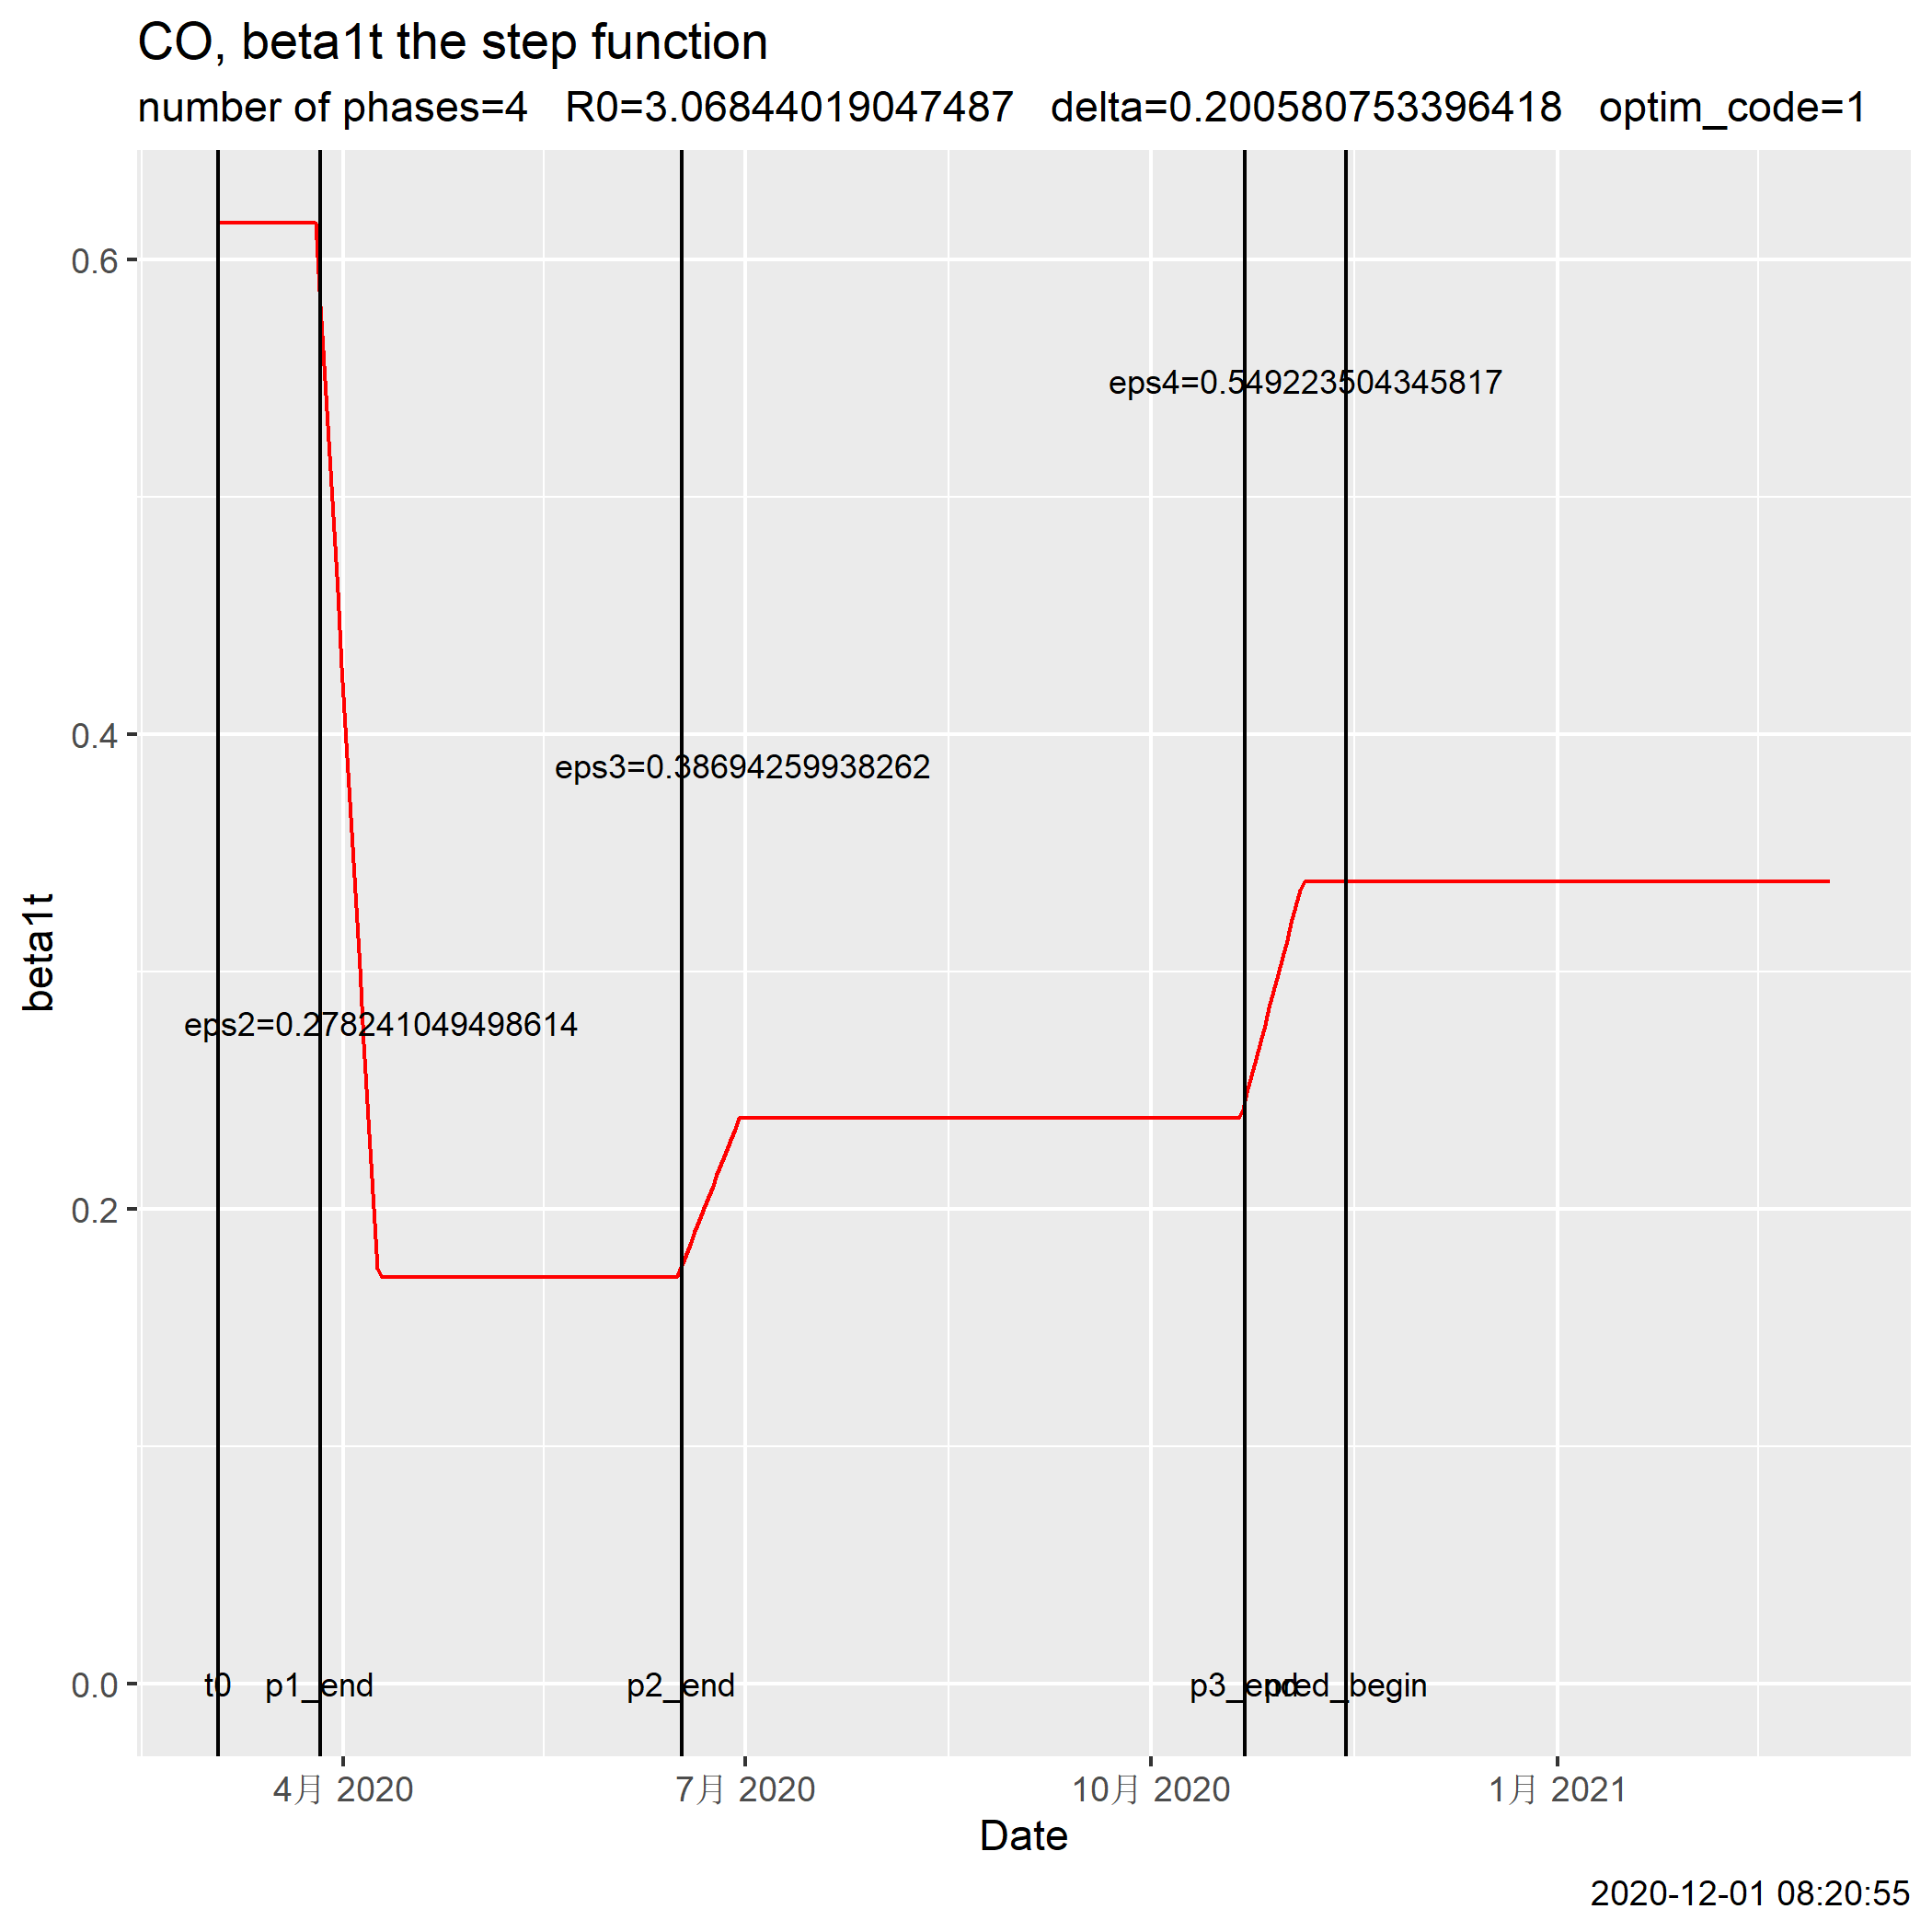 CO, beta1t the step function
number of phases=4 R0=3.06844019047487 delta=0.200580753396418 optim_code=1
0.6
eps4=0.549223504345817
0.4
eps3=0.38694259938262
beta1t
eps2=0.278241049498614
0.2
0.0
t0 p1_end p2_end p3_end pred_begin
4月 2020 7月 2020 10月 2020 1月 2021
Date
2020-12-01 08:20:55